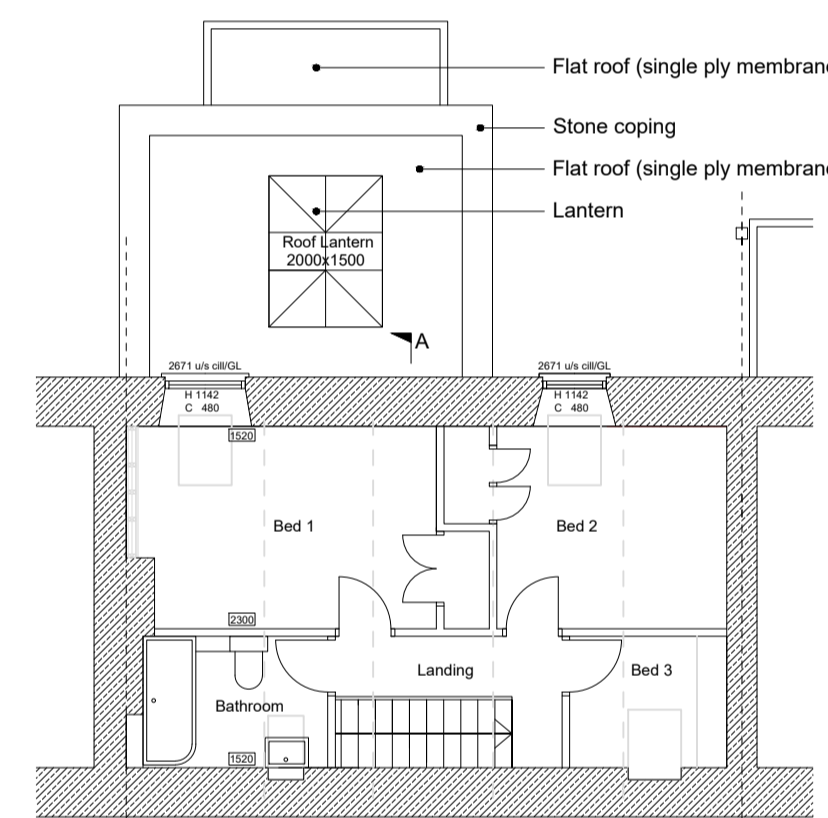 Flat roof (single ply membrane
Stone coping
Flat roof (single ply membrane
Lantern
Roof Lantern
2000x1500
A
2671 u/s cill/GL
2671 u/s cill/GL
H 1142
C 480
H 1142
C 480
1520
Bed 1
Bed 2
2300
Landing
Bed 3
Bathroom
1520